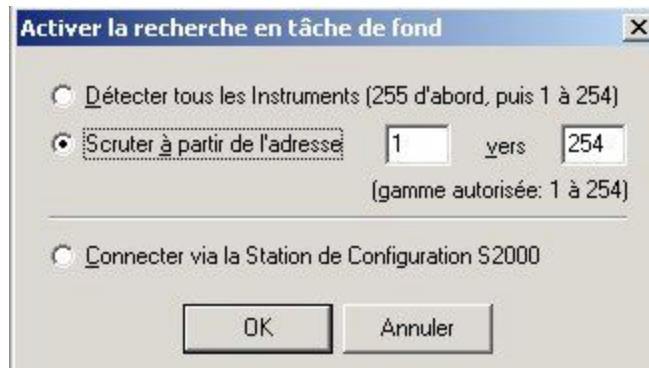 Activer la recherche en tâche de fond
Détecter tous les Instruments (255 d'abord, puis 1 à 254)
Scruter à partir de l'adresse 1 vers 254
(gamme autorisée: 1 à 254)
Connecter via la Station de Configuration S2000
OK Annuler